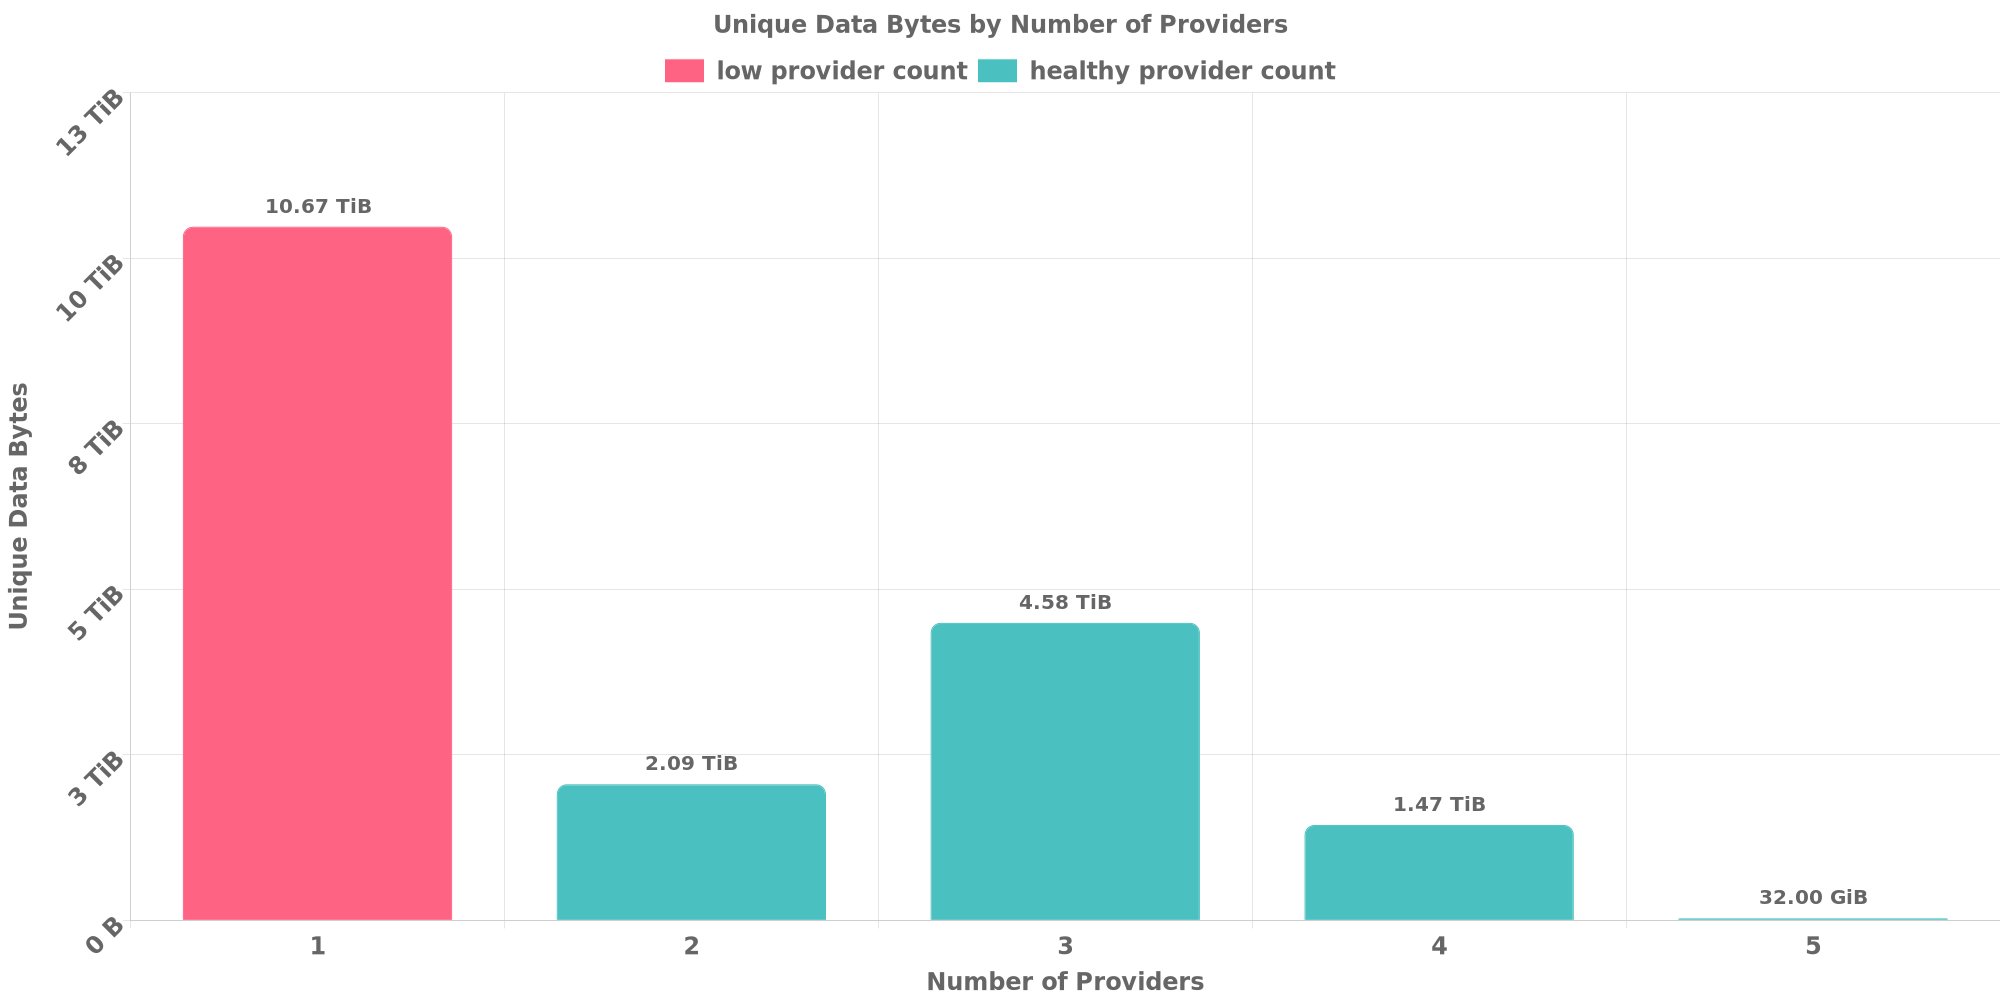 Unique Data Bytes by Number of Providers
low provider count healthy provider count
13 TiB
10 TiB
8 TiB
5 TiB
3 TiB
0 B
Unique Data Bytes
10.67 TiB
2.09 TiB
4.58 TiB
1.47 TiB
32.00 GiB
1 2 3 4 5
Number of Providers